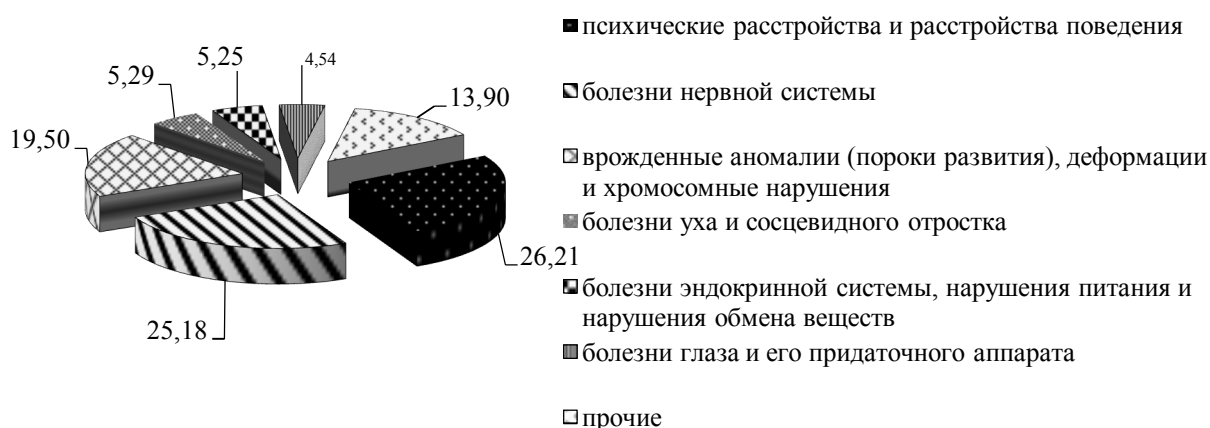 5,29
5,25
4,54
13,90
19,50
26,21
25,18
психические расстройства и расстройства поведения
болезни нервной системы
врожденные аномалии (пороки развития), деформации
и хромосомные нарушения
болезни уха и сосцевидного отростка
болезни эндокринной системы, нарушения питания и
нарушения обмена веществ
болезни глаза и его придаточного аппарата
прочие